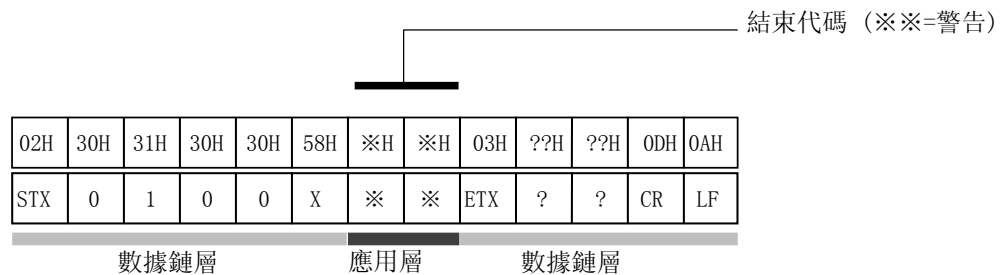 結束代碼 (※※=警告)
02H 30H 31H 30H 30H 58H ※H ※H 03H ??H ??H 0DH 0AH
STX 0 1 0 0 X ※ ※ ETX ? ? CR LF
數據鏈層 應用層 數據鏈層